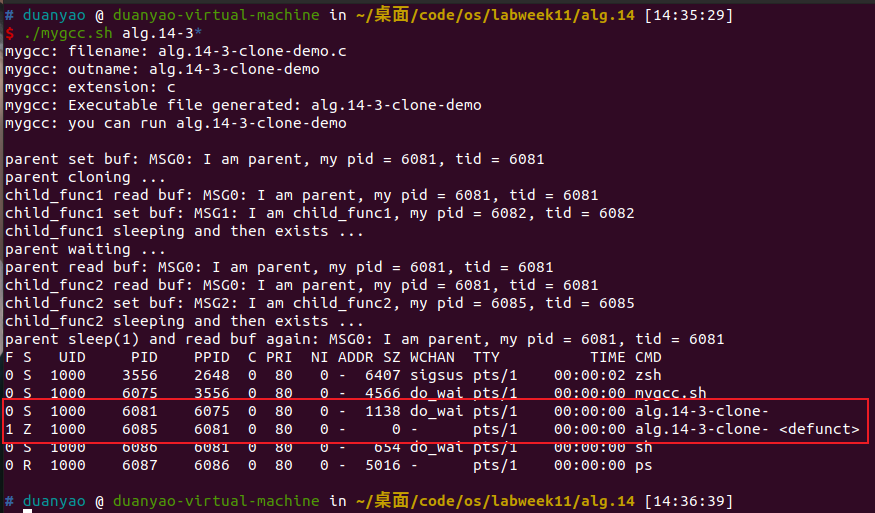 # duanyao @ duanyao-virtual-machine in ~/桌面/code/os/labweek11/alg.14 [14:35:29]
$ ./mygcc.sh alg.14-3*
mygcc: filename: alg.14-3-clone-demo.c
mygcc: outname: alg.14-3-clone-demo
mygcc: extension: c
mygcc: Executable file generated: alg.14-3-clone-demo
mygcc: you can run alg.14-3-clone-demo
parent set buf: MSG0: I am parent, my pid = 6081, tid = 6081
parent cloning ...
child_func1 read buf: MSG0: I am parent, my pid = 6081, tid = 6081
child_func1 set buf: MSG1: I am child_func1, my pid = 6082, tid = 6082
child_func1 sleeping and then exists ...
parent waiting ...
parent read buf: MSG0: I am parent, my pid = 6081, tid = 6081
child_func2 read buf: MSG0: I am parent, my pid = 6081, tid = 6081
child_func2 set buf: MSG2: I am child_func2, my pid = 6085, tid = 6085
child_func2 sleeping and then exists ...
parent sleep(1) and read buf again: MSG0: I am parent, my pid = 6081, tid = 6081
F S   UID     PID    PPID  C PRI  NI ADDR SZ WCHAN  TTY          TIME CMD
0 S  1000    3556    2648  0  80   0 -  6407 sigsus pts/1    00:00:02 zsh
0 S  1000    6075    3556  0  80   0 -  4566 do_wai pts/1    00:00:00 mygcc.sh
0 S  1000    6081    6075  0  80   0 -  1138 do_wai pts/1    00:00:00 alg.14-3-clone-
1 Z  1000    6085    6081  0  80   0 -     0 -      pts/1    00:00:00 alg.14-3-clone- <defunct>
0 S  1000    6086    6081  0  80   0 -   654 do_wai pts/1    00:00:00 sh
0 R  1000    6087    6086  0  80   0 -  5016 -      pts/1    00:00:00 ps
# duanyao @ duanyao-virtual-machine in ~/桌面/code/os/labweek11/alg.14 [14:36:39]